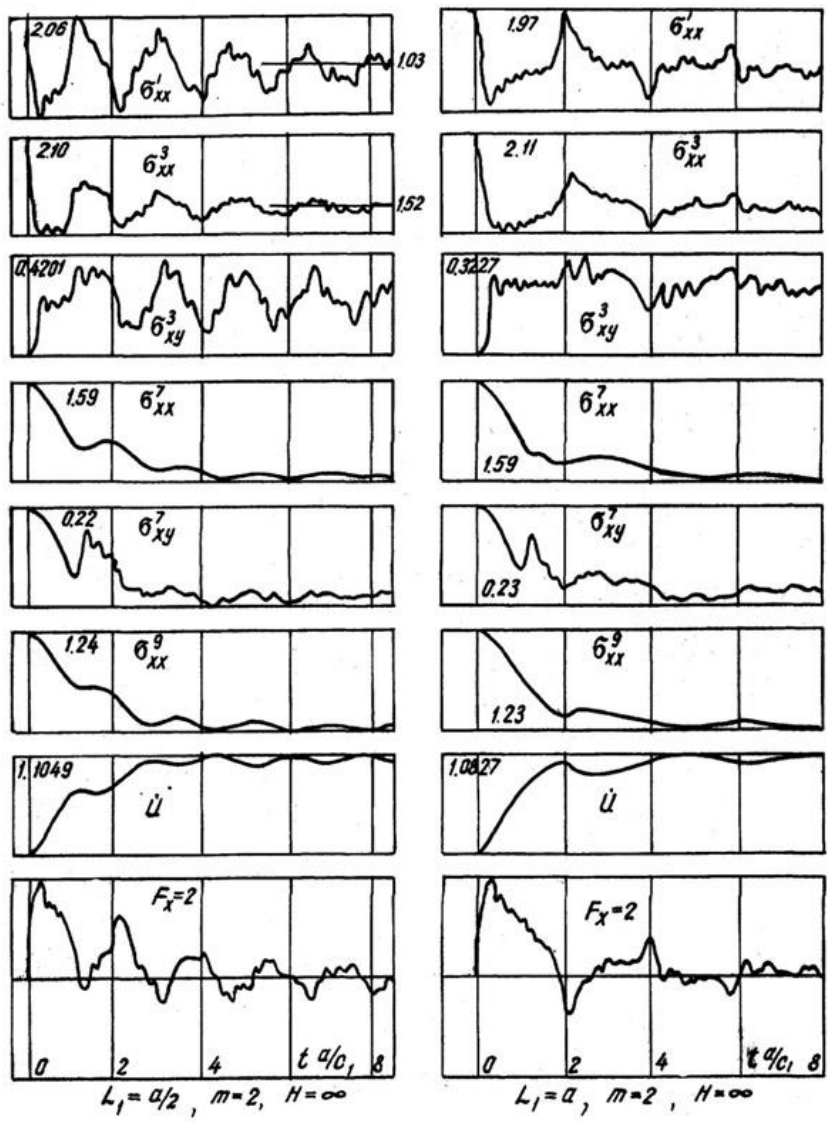 2.06 σ¹xx 1.03
2.10 σ³xx 1.52
0.4201 σ³xy
1.59 σ⁷xx
0.22 σ⁷xy
1.24 σ⁹xx
1.1049 u̇
Fx=2
0 2 4 t a/c₁ 8
L₁=a/2, m=2, H=∞
1.97 σ¹xx
2.11 σ³xx
0.3227 σ³xy
1.59 σ⁷xx
0.23 σ⁷xy
1.23 σ⁹xx
1.0827 u̇
Fx=2
0 2 4 t a/c₁ 8
L₁=a, m=2, H=∞